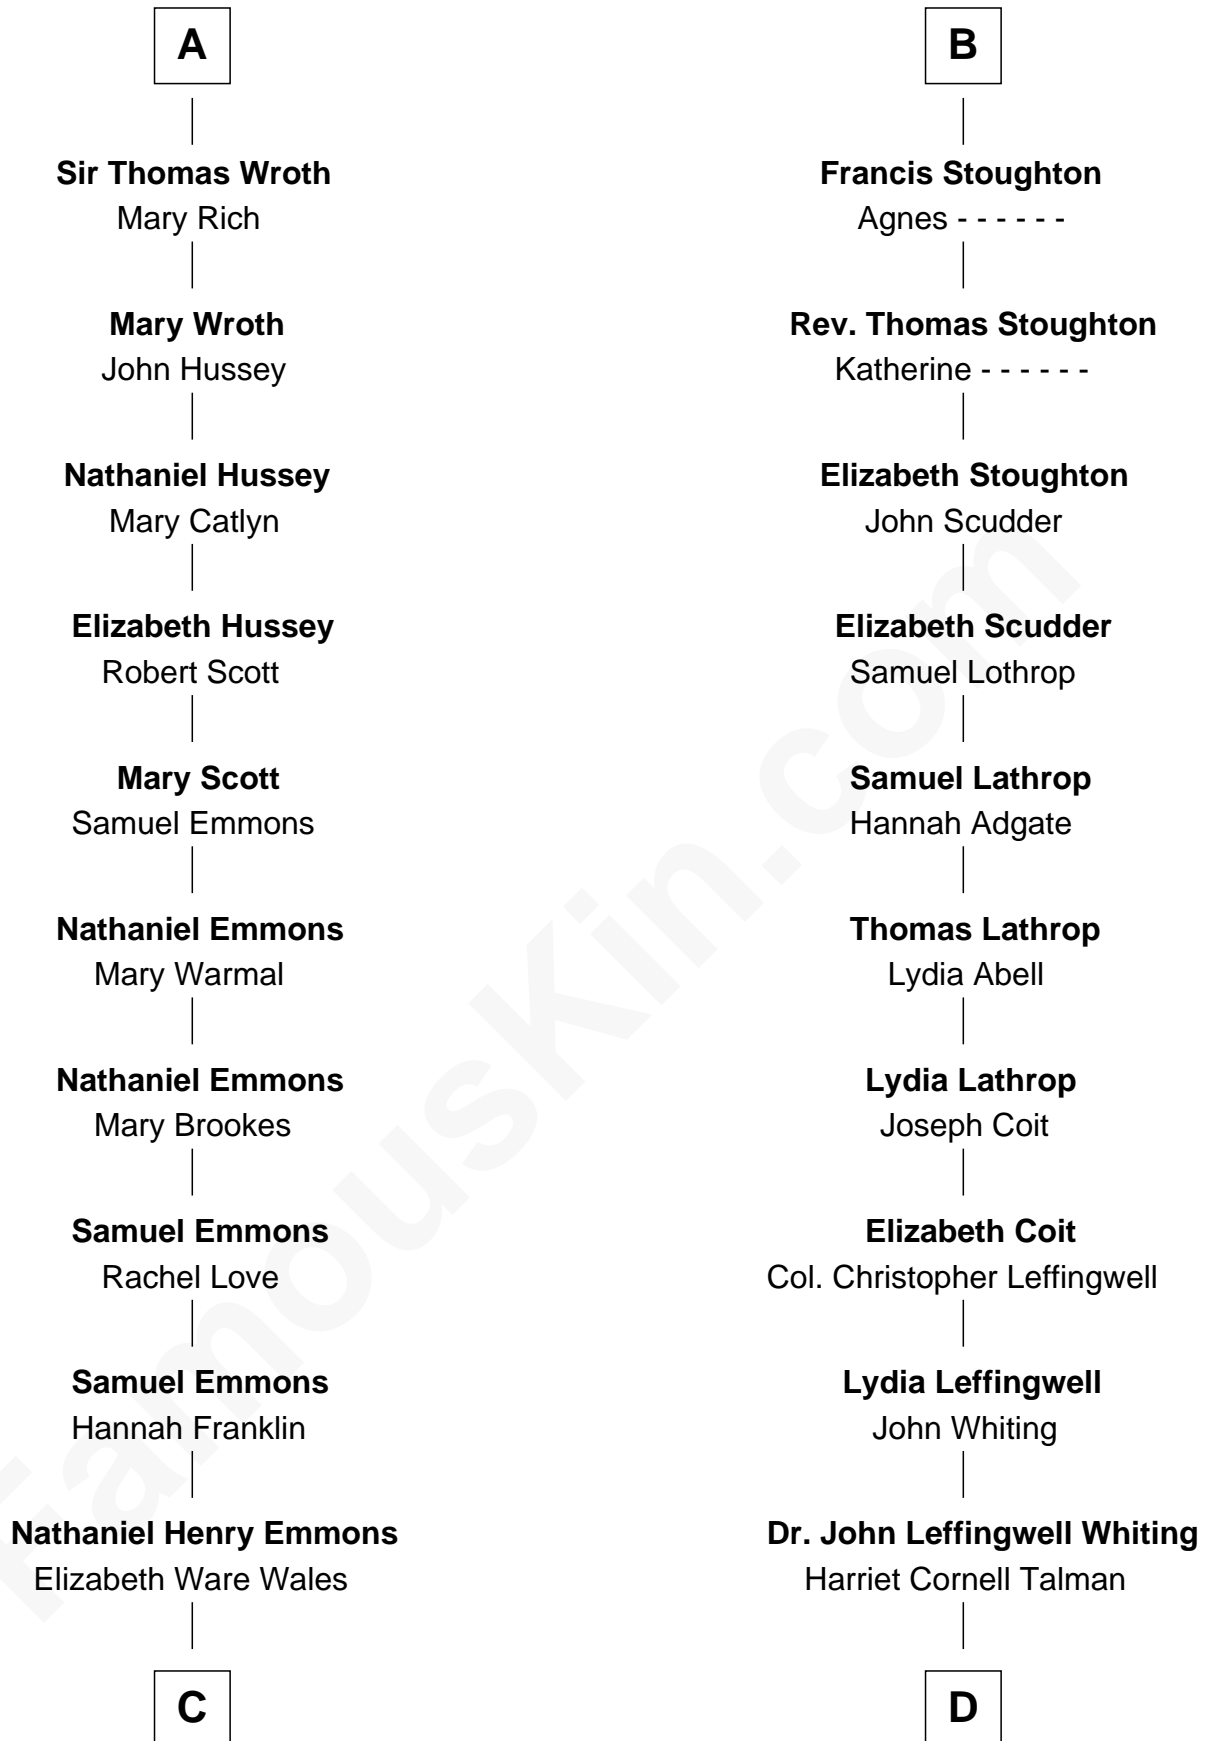 A
Sir Thomas Wroth
Mary Rich
Mary Wroth
John Hussey
Nathaniel Hussey
Mary Catlyn
Elizabeth Hussey
Robert Scott
Mary Scott
Samuel Emmons
Nathaniel Emmons
Mary Warmal
Nathaniel Emmons
Mary Brookes
Samuel Emmons
Rachel Love
Samuel Emmons
Hannah Franklin
Nathaniel Henry Emmons
Elizabeth Ware Wales
C
B
Francis Stoughton
Agnes - - - - - -
Rev. Thomas Stoughton
Katherine - - - - - -
Elizabeth Stoughton
John Scudder
Elizabeth Scudder
Samuel Lothrop
Samuel Lathrop
Hannah Adgate
Thomas Lathrop
Lydia Abell
Lydia Lathrop
Joseph Coit
Elizabeth Coit
Col. Christopher Leffingwell
Lydia Leffingwell
John Whiting
Dr. John Leffingwell Whiting
Harriet Cornell Talman
D
FamousKin.com